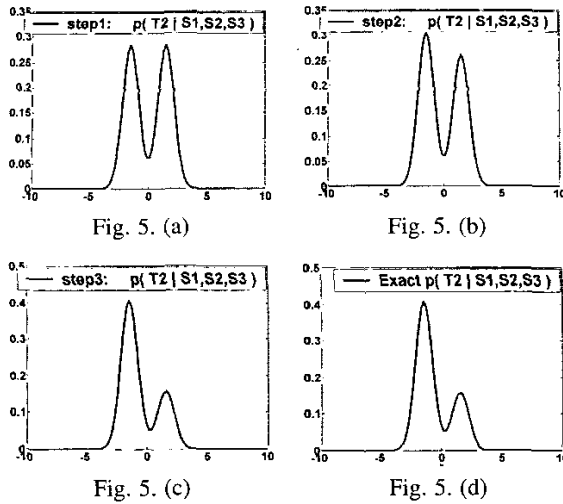 0.35
step1: p( T2 | S1,S2,S3 )
0.3
0.25
0.2
0.15
0.1
0.05
0
-10 -5 0 5 10
Fig. 5. (a)
0.35
step2: p( T2 | S1,S2,S3 )
0.3
0.25
0.2
0.15
0.1
0.05
0
-10 -5 0 5 10
Fig. 5. (b)
0.5
step3: p( T2 | S1,S2,S3 )
0.4
0.3
0.2
0.1
0
-10 -5 0 5 10
Fig. 5. (c)
0.5
Exact p( T2 | S1,S2,S3 )
0.4
0.3
0.2
0.1
0
-10 -5 0 5 10
Fig. 5. (d)